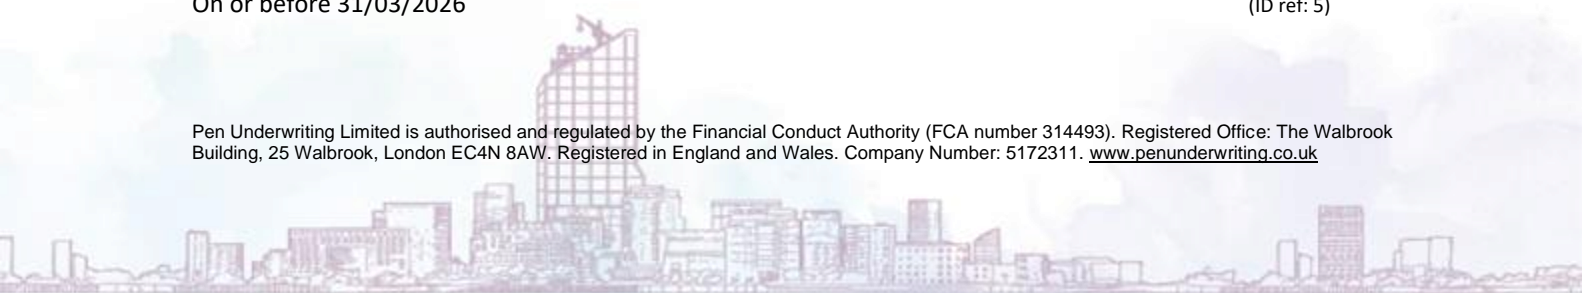 On or before 31/03/2026 (ID ref: 5)
Pen Underwriting Limited is authorised and regulated by the Financial Conduct Authority (FCA number 314493). Registered Office: The Walbrook
Building, 25 Walbrook, London EC4N 8AW. Registered in England and Wales. Company Number: 5172311. www.penunderwriting.co.uk